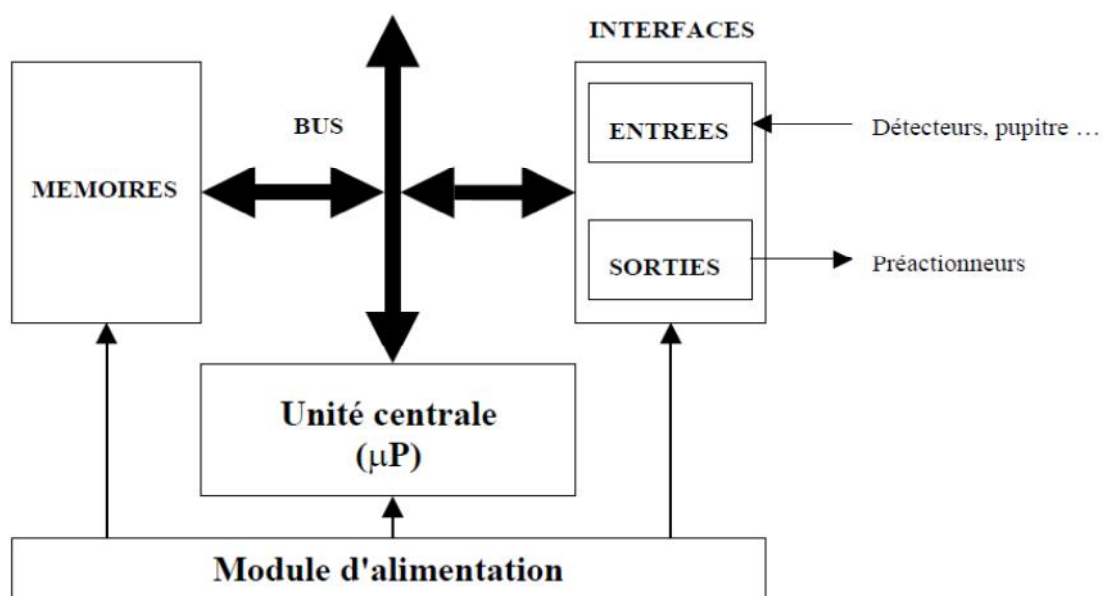 INTERFACES
BUS
ENTREES
Détecteurs, pupitre …
MEMOIRES
SORTIES
Préactionneurs
Unité centrale
(µP)
Module d'alimentation